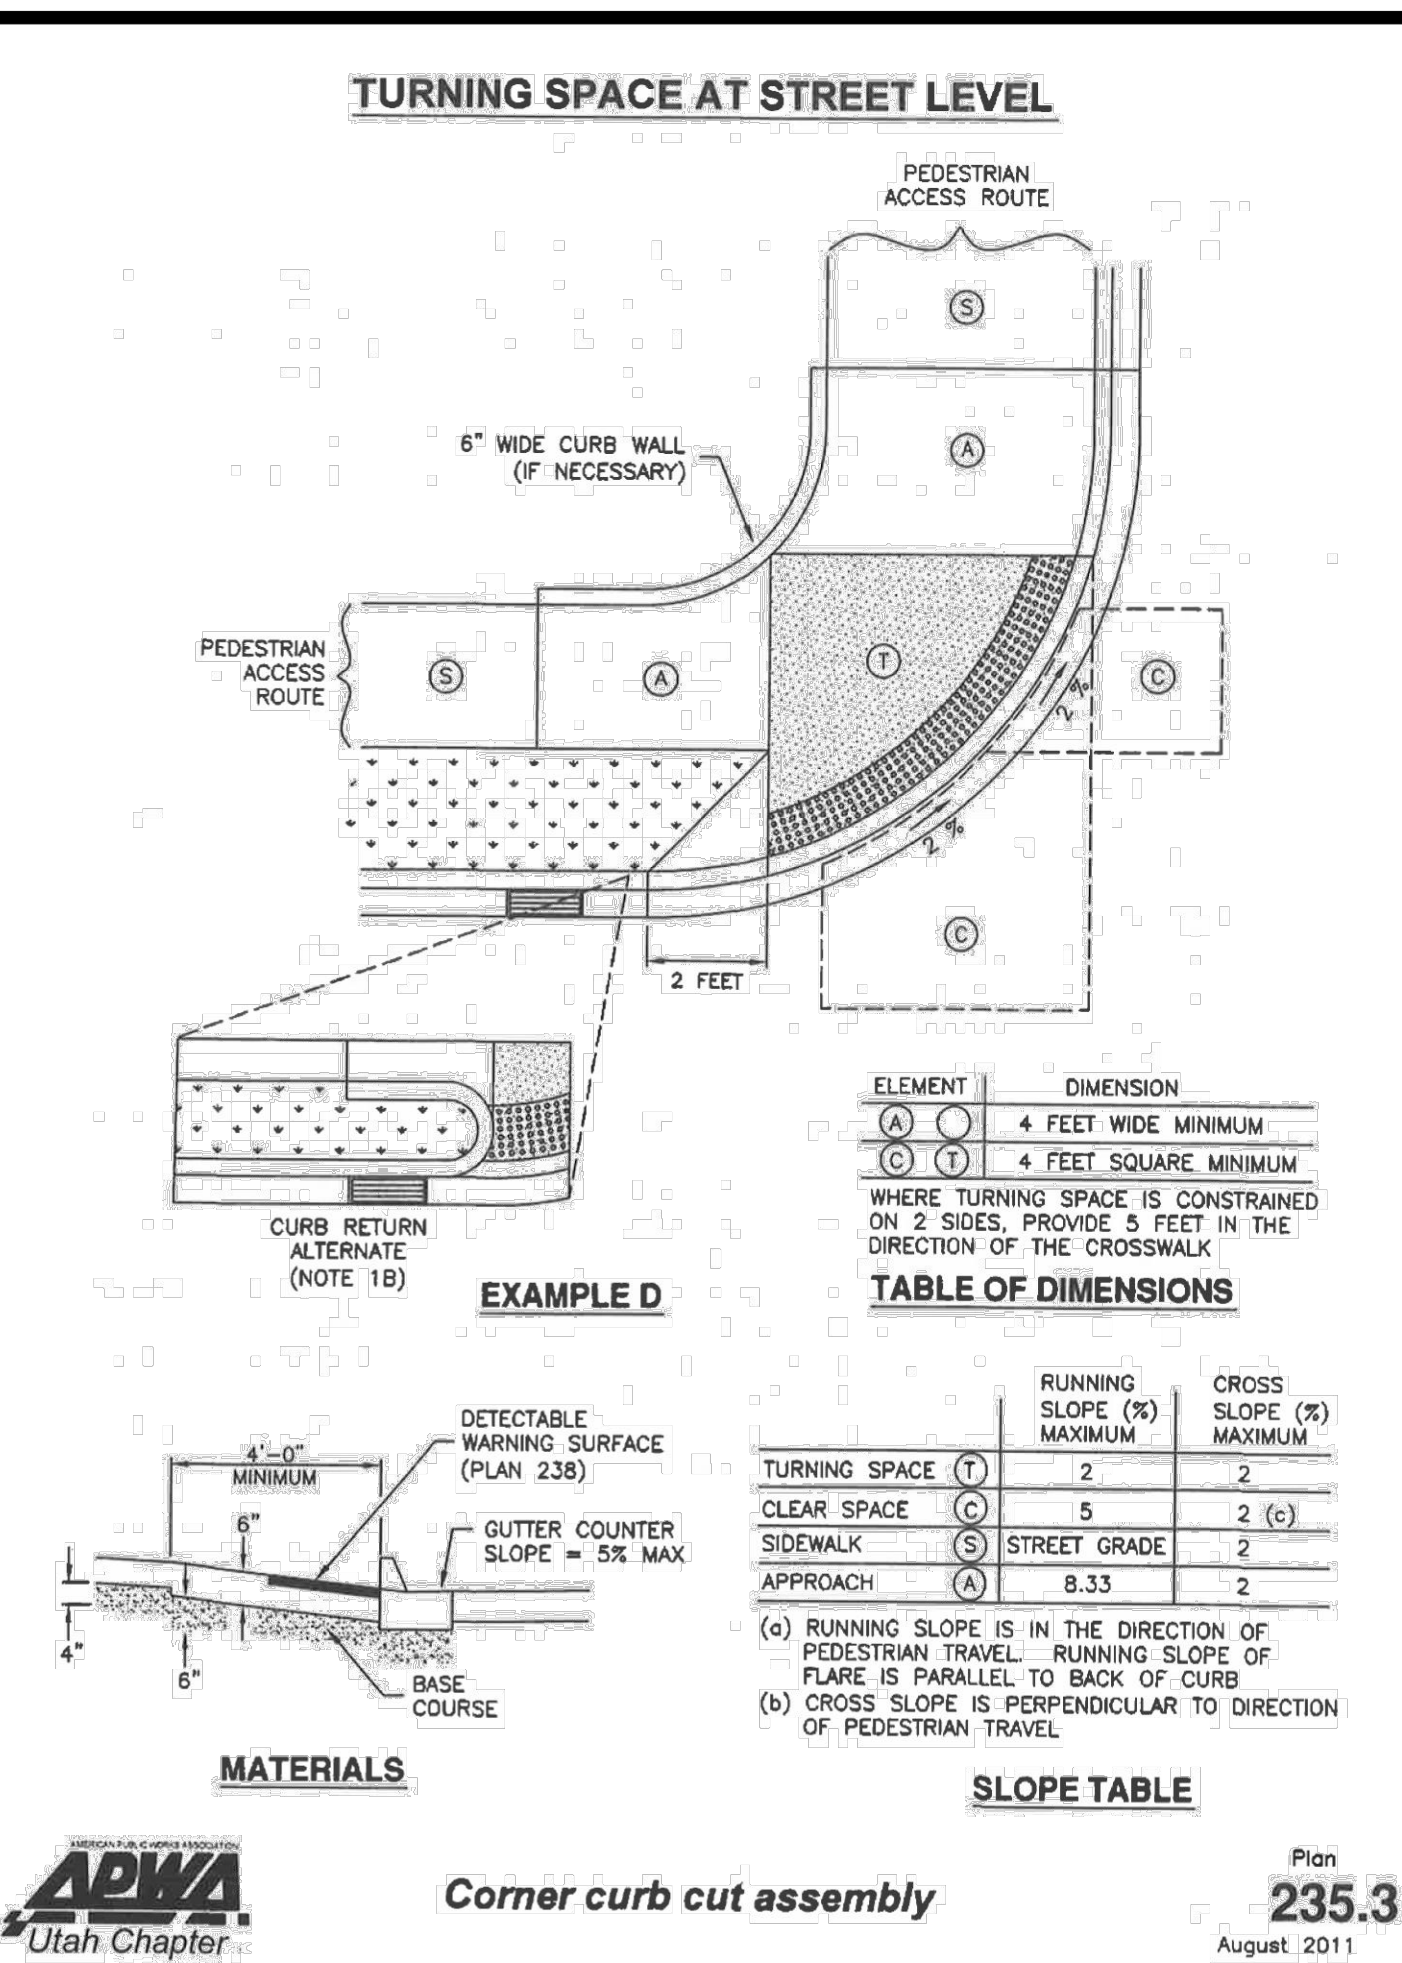 TURNING SPACE AT STREET LEVEL
PEDESTRIAN
ACCESS ROUTE
S
A
6" WIDE CURB WALL
(IF NECESSARY)
PEDESTRIAN
ACCESS
ROUTE
S
A
T
C
2%
2%
C
2 FEET
CURB RETURN
ALTERNATE
(NOTE 1B)
EXAMPLE D
ELEMENT DIMENSION
A 4 FEET WIDE MINIMUM
C T 4 FEET SQUARE MINIMUM
WHERE TURNING SPACE IS CONSTRAINED
ON 2 SIDES, PROVIDE 5 FEET IN THE
DIRECTION OF THE CROSSWALK
TABLE OF DIMENSIONS
4'-0"
MINIMUM
DETECTABLE
WARNING SURFACE
(PLAN 238)
6"
GUTTER COUNTER
SLOPE = 5% MAX
4"
6"
BASE
COURSE
MATERIALS
RUNNING
SLOPE (%)
MAXIMUM
CROSS
SLOPE (%)
MAXIMUM
TURNING SPACE T 2 2
CLEAR SPACE C 5 2 (c)
SIDEWALK S STREET GRADE 2
APPROACH A 8.33 2
(a) RUNNING SLOPE IS IN THE DIRECTION OF
PEDESTRIAN TRAVEL. RUNNING SLOPE OF
FLARE IS PARALLEL TO BACK OF CURB
(b) CROSS SLOPE IS PERPENDICULAR TO DIRECTION
OF PEDESTRIAN TRAVEL
SLOPE TABLE
AMERICAN PUBLIC WORKS ASSOCIATION
APWA
Utah Chapter
Corner curb cut assembly
Plan
235.3
August 2011